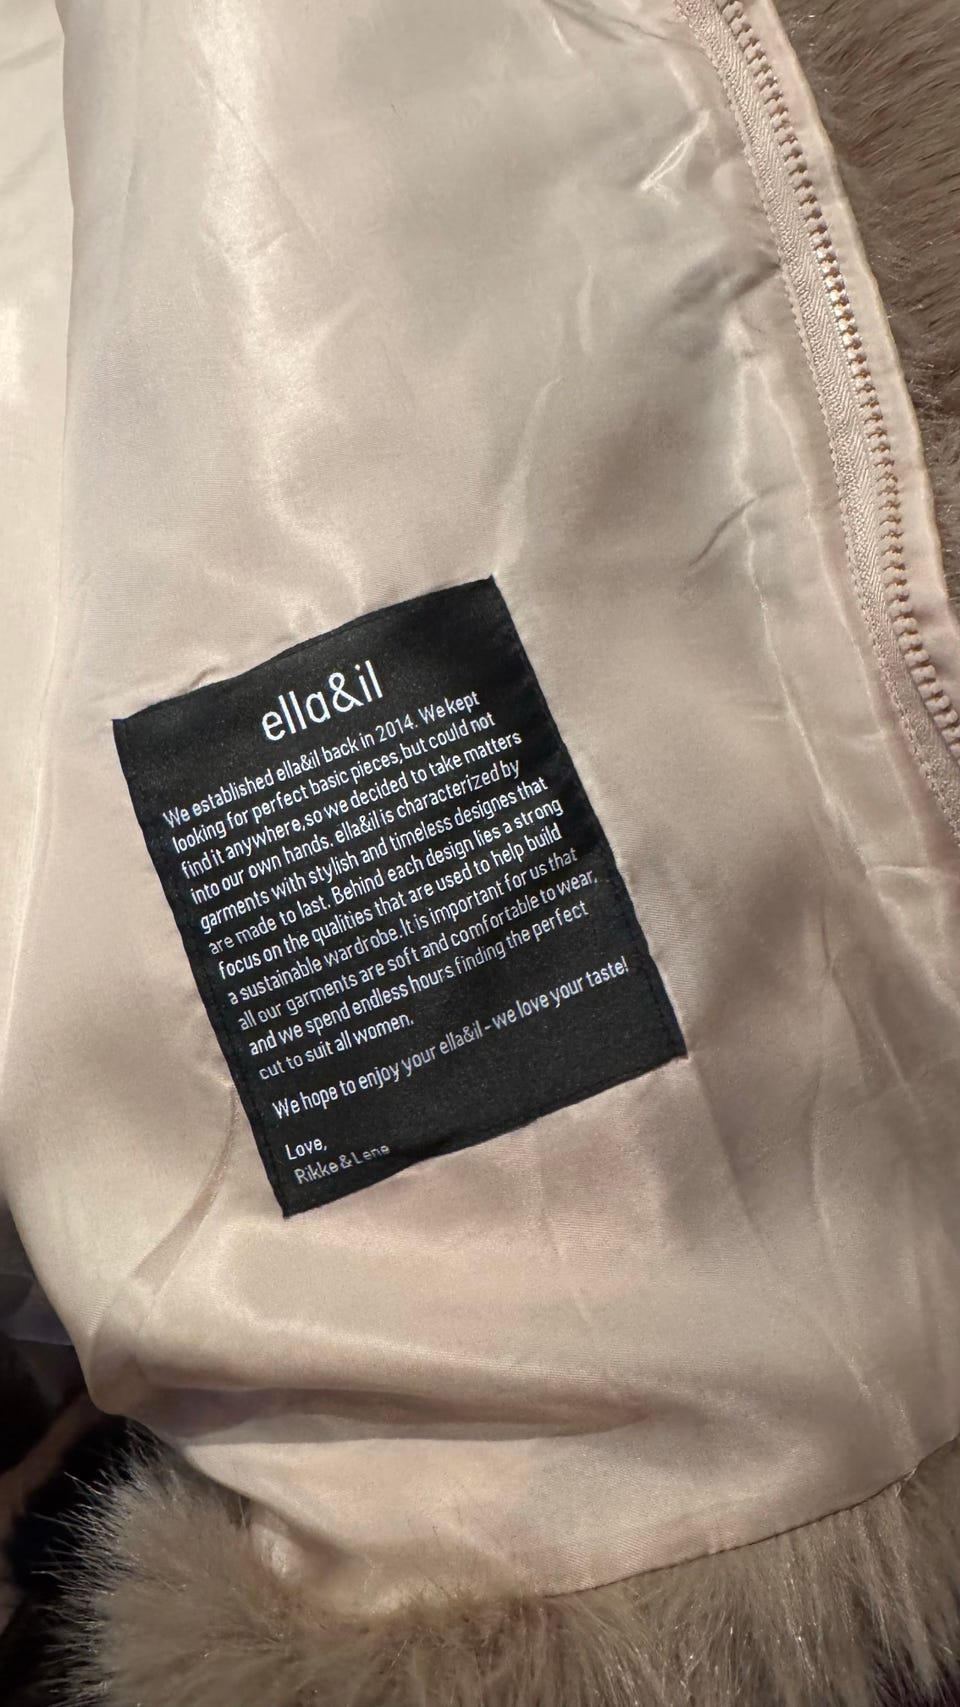 ella&il
We established ella&il back in 2014. We kept
looking for perfect basic pieces,but could not
find it anywhere,so we decided to take matters
into our own hands. ella&il is characterized by
garments with stylish and timeless designes that
are made to last. Behind each design lies a strong
focus on the qualities that are used to help build
a sustainable wardrobe.It is important for us that
all our garments are soft and comfortable to wear,
and we spend endless hours finding the perfect
cut to suit all women.
We hope to enjoy your ella&il - we love your taste!
Love,
Rikke & Lene